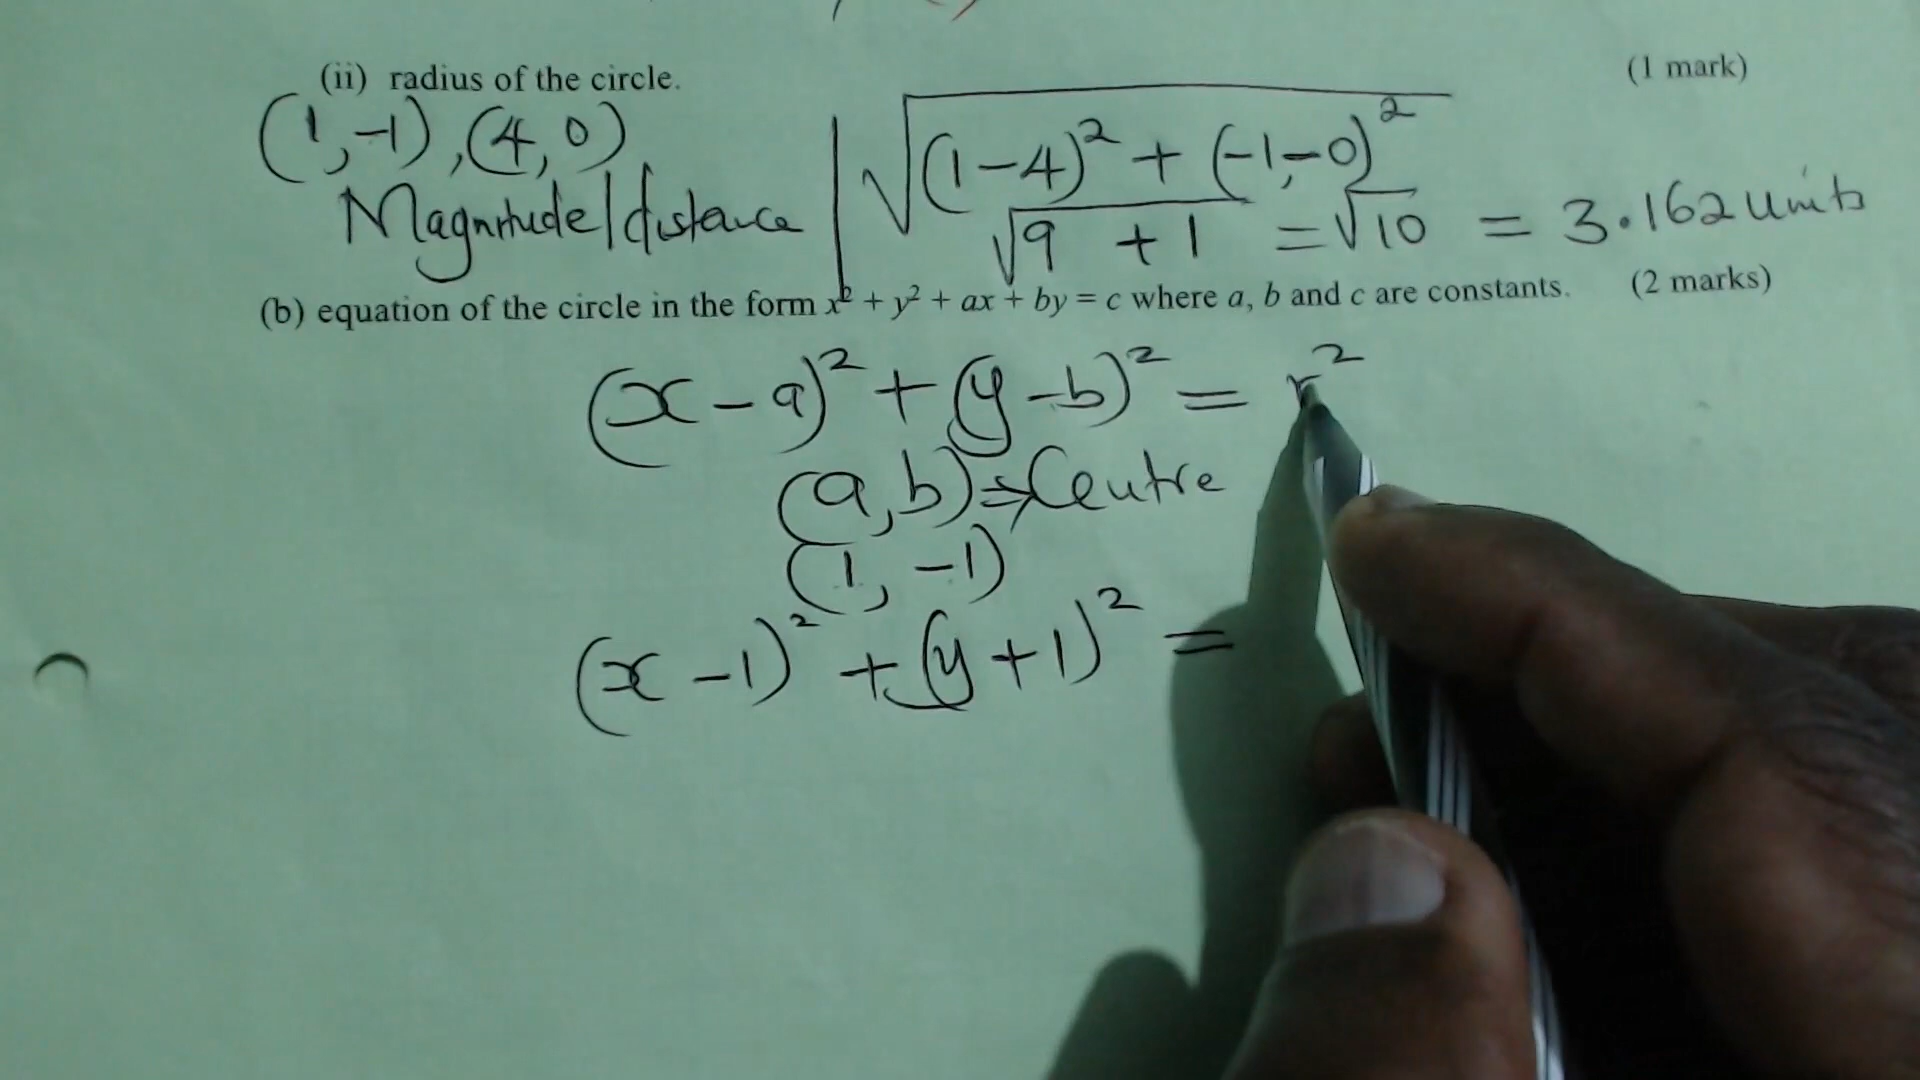 (ii) radius of the circle. (1 mark)
(1, -1), (4, 0) √(1-4)² + (-1,-0)²
Magnitude/distance √9 + 1 = √10 = 3.162 units
(b) equation of the circle in the form x² + y² + ax + by = c where a, b and c are constants. (2 marks)
(x - a)² + (y - b)² = r²
(a, b) ⇒ Centre
(1, -1)
(x - 1)² + (y + 1)² =